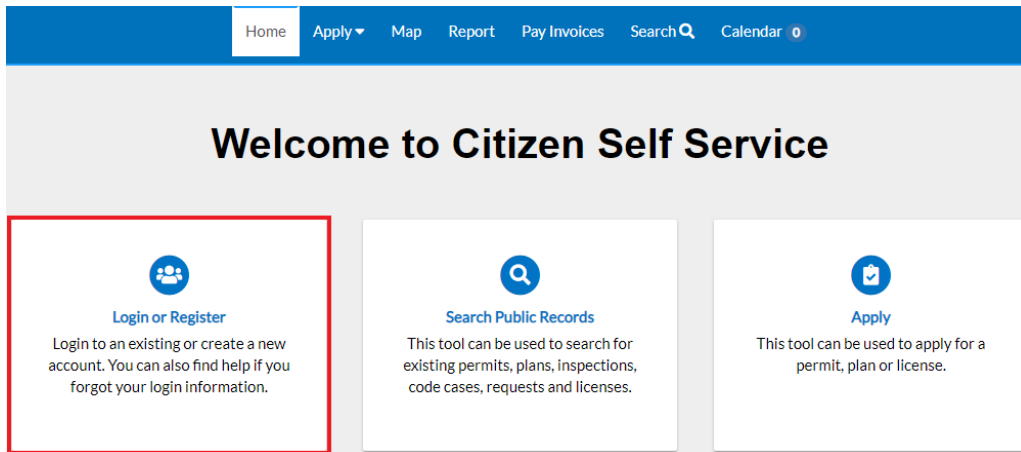 Home Apply Map Report Pay Invoices Search Calendar 0
Welcome to Citizen Self Service
Login or Register
Login to an existing or create a new
account. You can also find help if you
forgot your login information.
Search Public Records
This tool can be used to search for
existing permits, plans, inspections,
code cases, requests and licenses.
Apply
This tool can be used to apply for a
permit, plan or license.